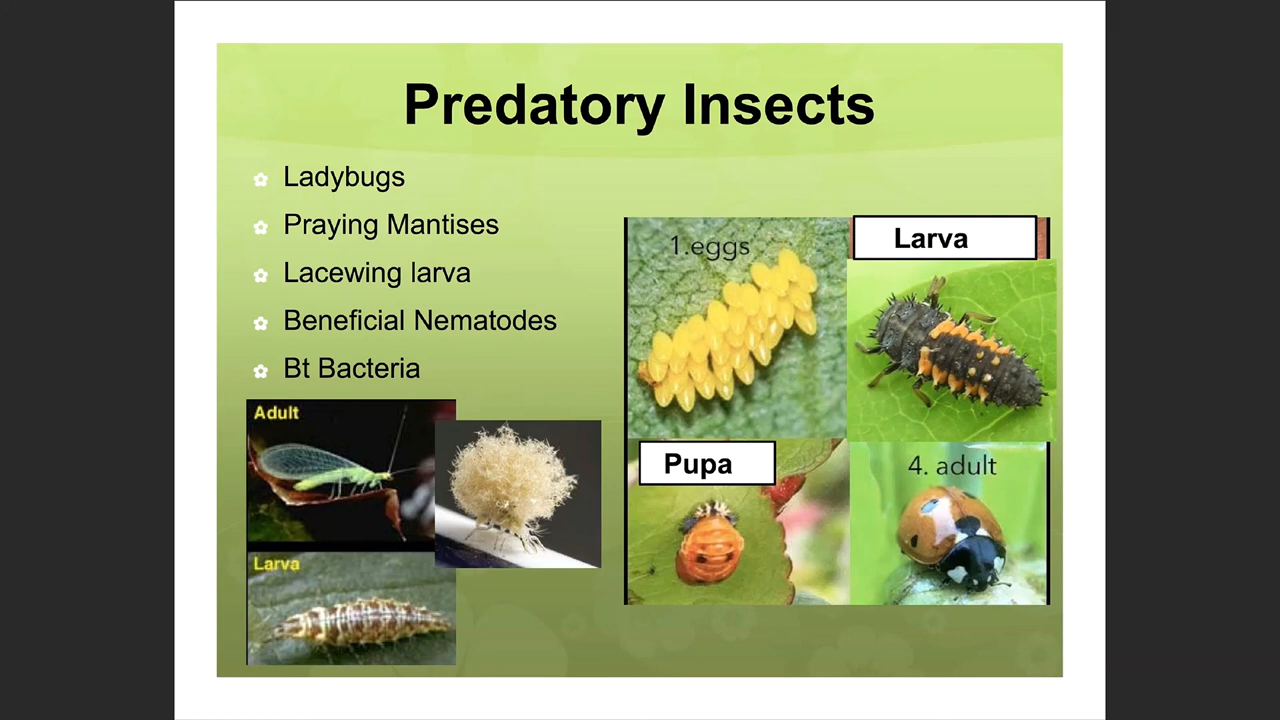 Predatory Insects
Ladybugs
Praying Mantises
Lacewing larva
Beneficial Nematodes
Bt Bacteria
Adult
Larva
1.eggs
Larva
Pupa
4. adult